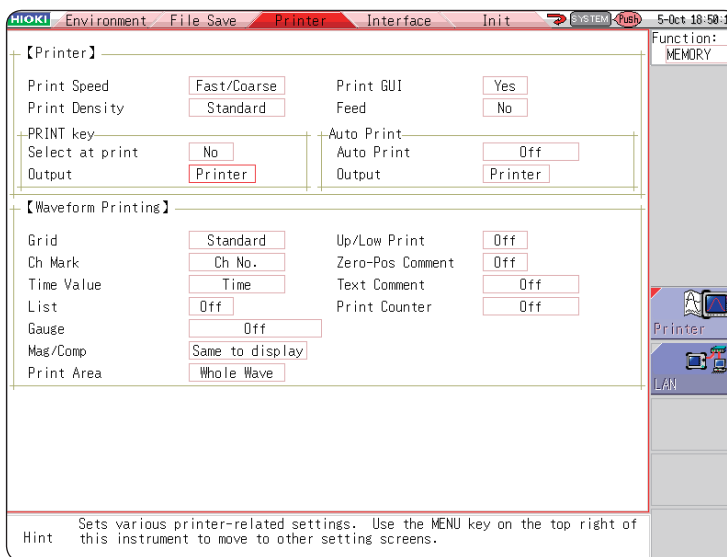 HIOKI Environment File Save Printer Interface Init SYSTEM Push 5-Oct 18:50:1
Function:
MEMORY
【Printer】
Print Speed Fast/Coarse Print GUI Yes
Print Density Standard Feed No
PRINT key Auto Print
Select at print No Auto Print Off
Output Printer Output Printer
【Waveform Printing】
Grid Standard Up/Low Print Off
Ch Mark Ch No. Zero-Pos Comment Off
Time Value Time Text Comment Off
List Off Print Counter Off
Gauge Off
Mag/Comp Same to display
Print Area Whole Wave
Printer
LAN
Hint Sets various printer-related settings. Use the MENU key on the top right of
this instrument to move to other setting screens.